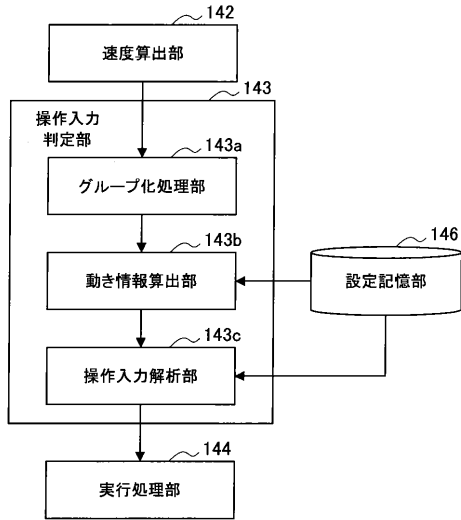 142
速度算出部
143
操作入力
判定部
143a
グループ化処理部
143b
動き情報算出部
146
設定記憶部
143c
操作入力解析部
144
実行処理部